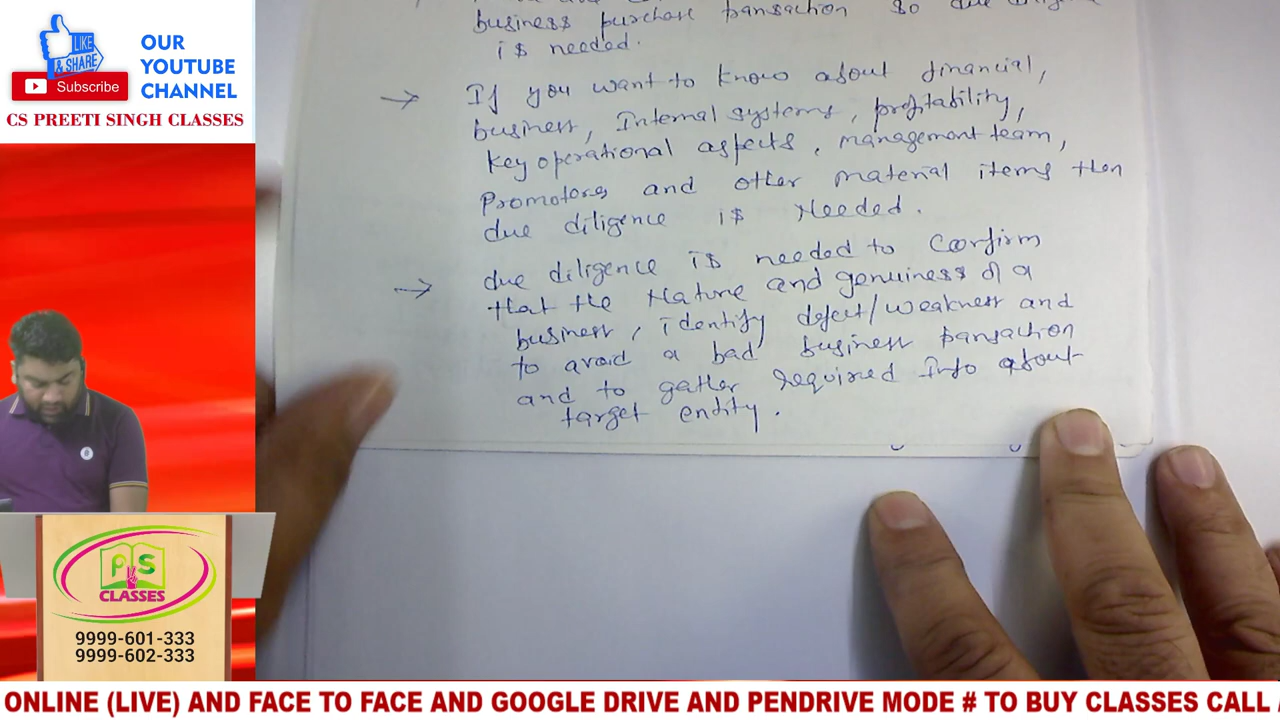 LIKE
& SHARE
Subscribe
OUR
YOUTUBE
CHANNEL
CS PREETI SINGH CLASSES
business purchase transaction so due
is needed.
→ If you want to know about financial,
business, Internal systems, profitability,
Key operational aspects, management team,
Promotors and other material items then
due diligence is Needed.
→ due diligence is needed to Confirm
that the Nature and genuiness of a
business, identify defect/weakness and
to avoid a bad business transaction
and to gather required Info about
target entity.
PS
CLASSES
9999-601-333
9999-602-333
ONLINE (LIVE) AND FACE TO FACE AND GOOGLE DRIVE AND PENDRIVE MODE # TO BUY CLASSES CALL